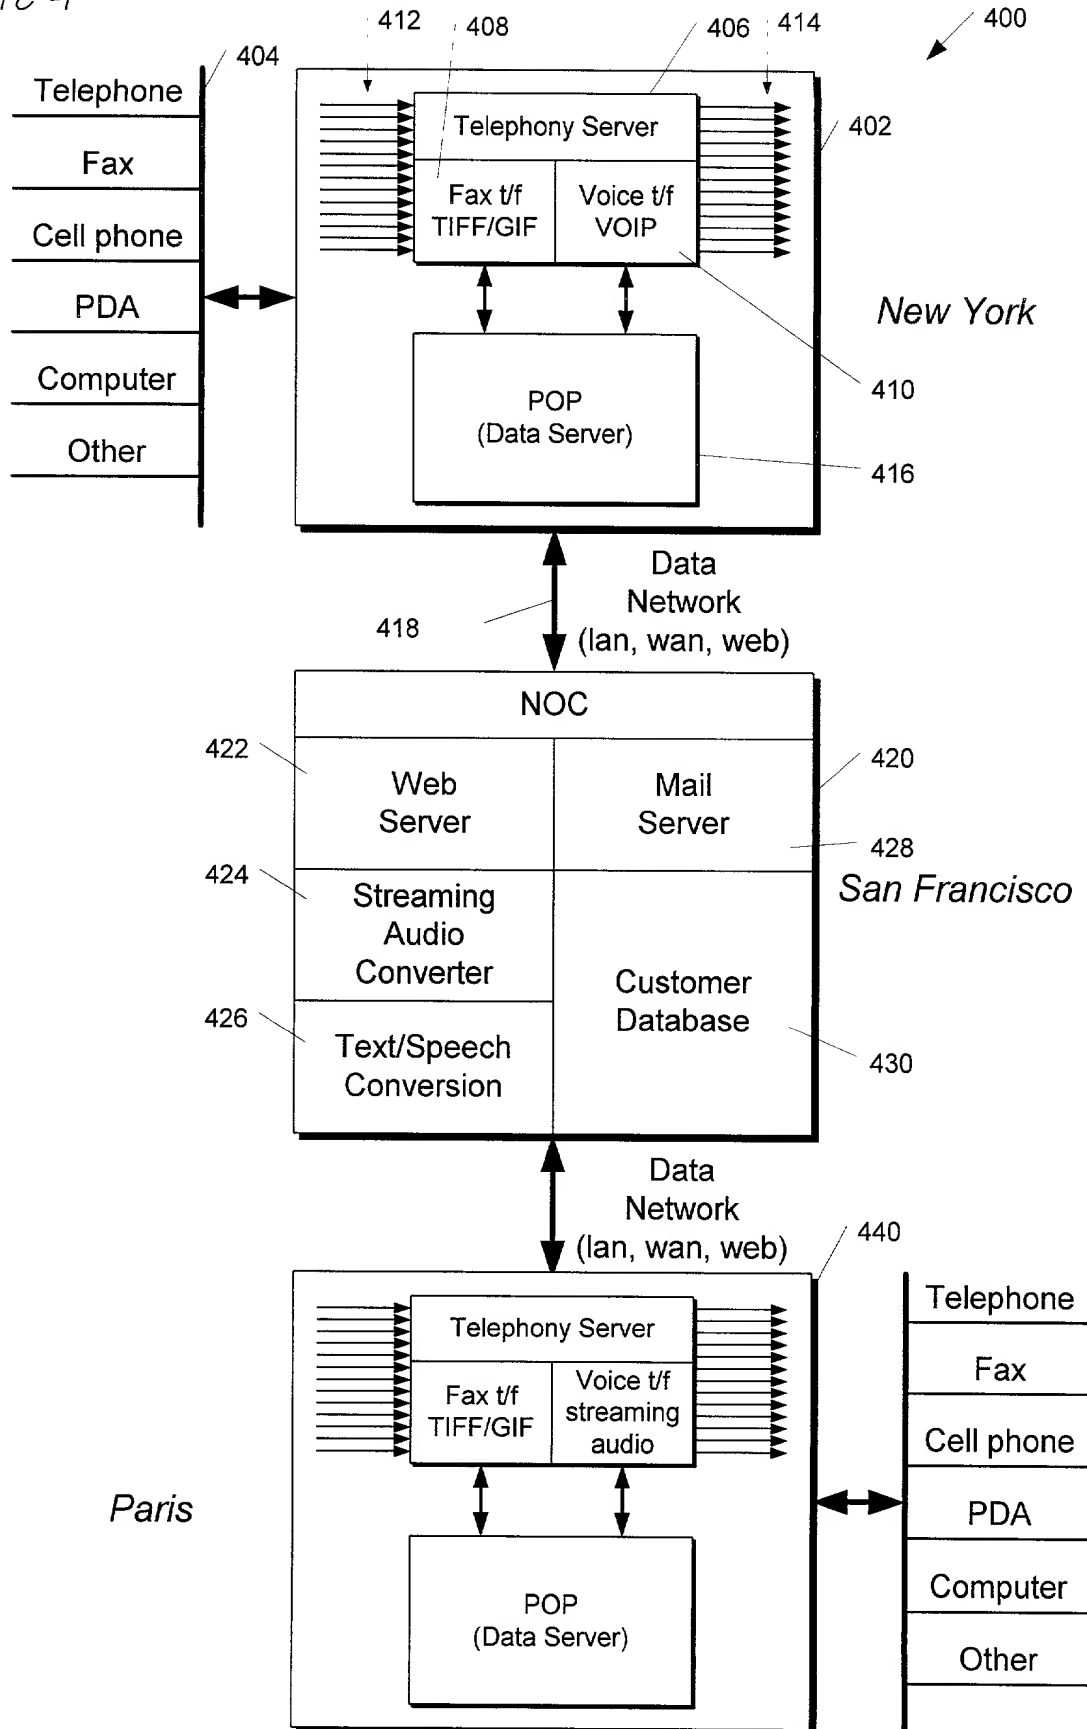 412
408
406
414
400
404
402
Telephone
Fax
Cell phone
PDA
Computer
Other
Telephony Server
Fax t/f
TIFF/GIF
Voice t/f
VOIP
New York
410
POP
(Data Server)
416
418
Data
Network
(lan, wan, web)
NOC
422
Web
Server
Mail
Server
420
428
424
Streaming
Audio
Converter
San Francisco
Customer
Database
426
Text/Speech
Conversion
430
Data
Network
(lan, wan, web)
440
Telephony Server
Fax t/f
TIFF/GIF
Voice t/f
streaming
audio
Paris
POP
(Data Server)
Telephone
Fax
Cell phone
PDA
Computer
Other